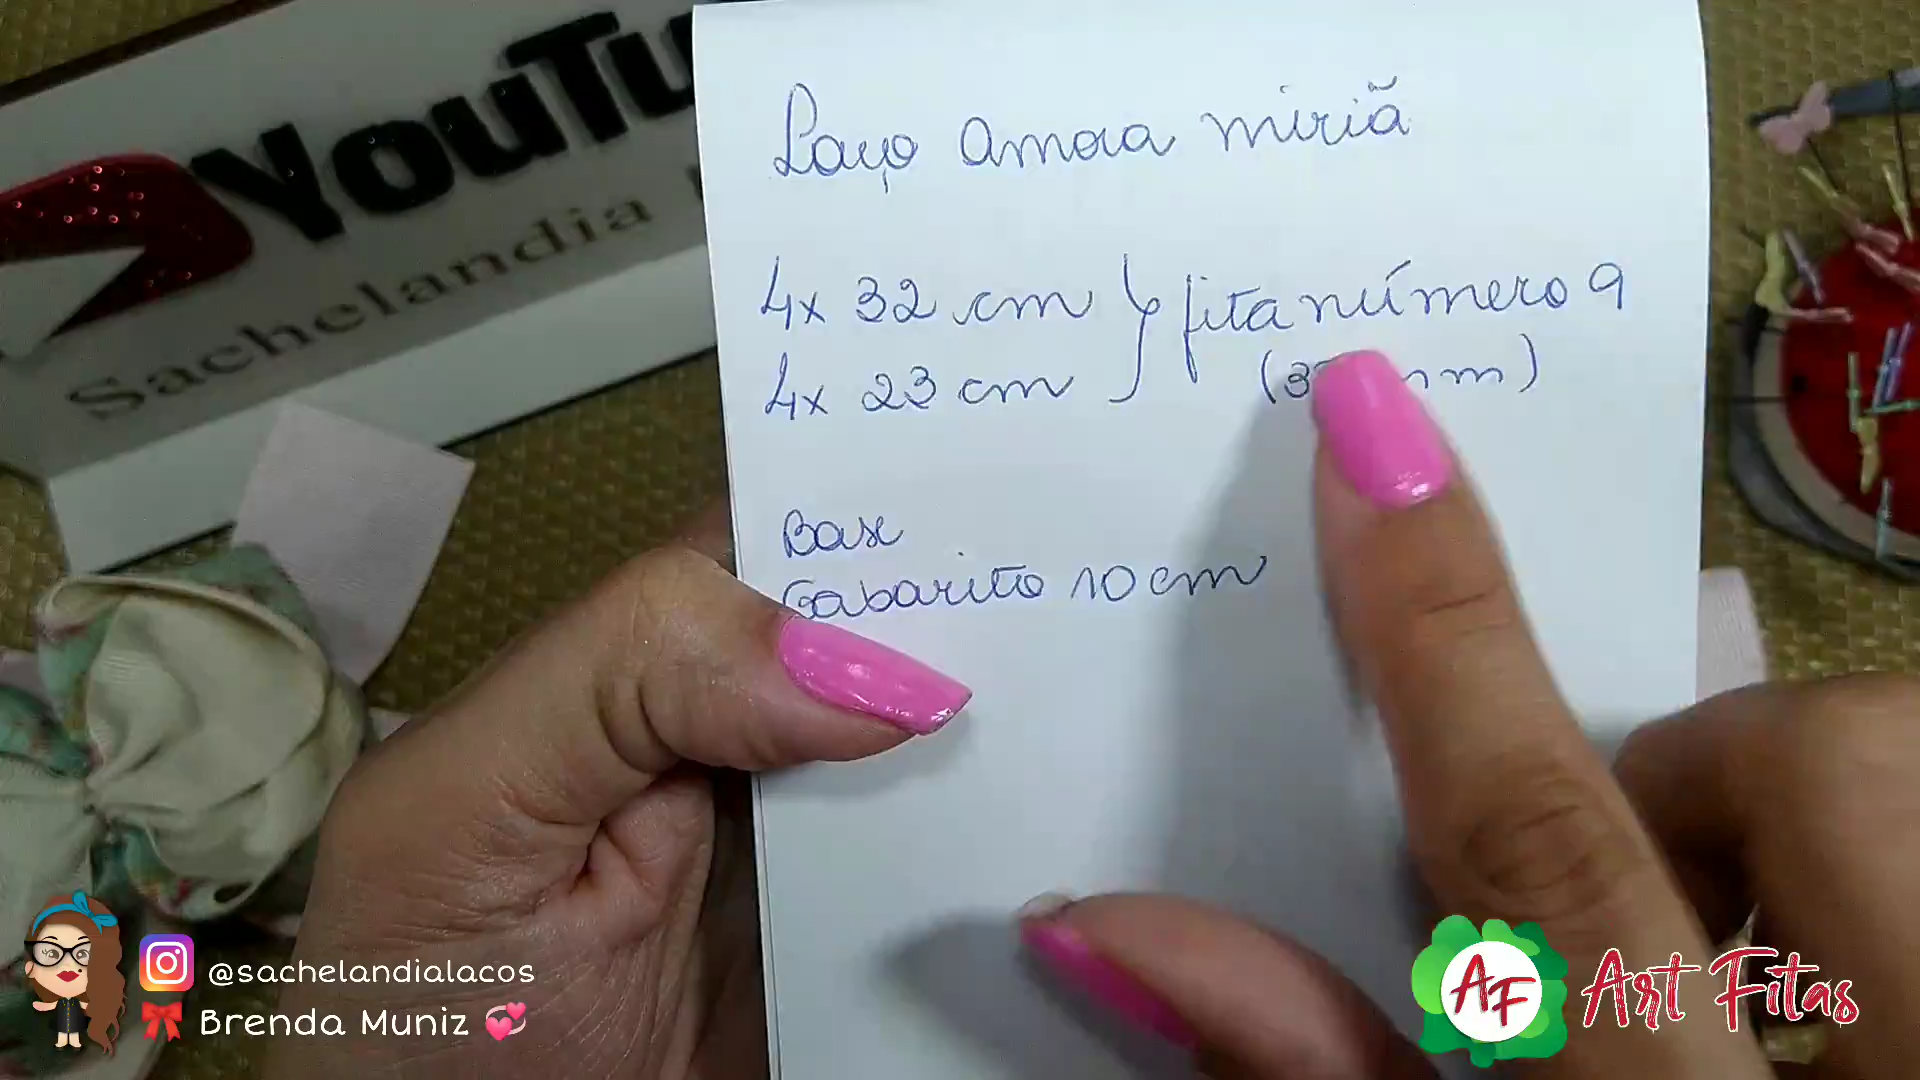 YouTu
Sachelandia
Laço Amora miriã
4x 32 cm
4x 23 cm
fita número 9
Base
Gabarito 10 cm
@sachelandialacos
Brenda Muniz
AF Art Fitas